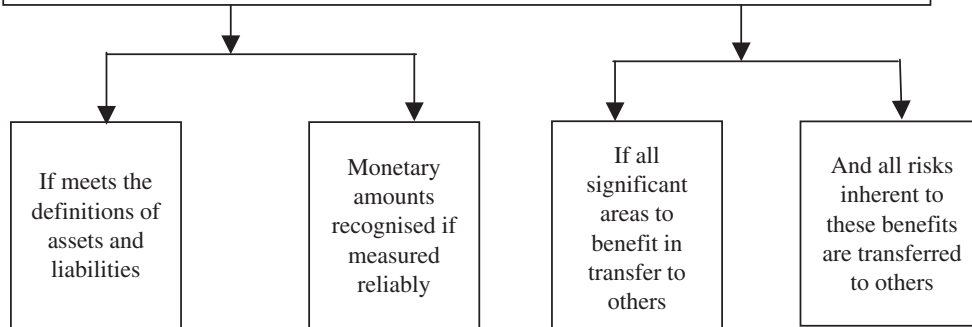 If meets the
definitions of
assets and
liabilities
Monetary
amounts
recognised if
measured
reliably
If all
significant
areas to
benefit in
transfer to
others
And all risks
inherent to
these benefits
are transferred
to others